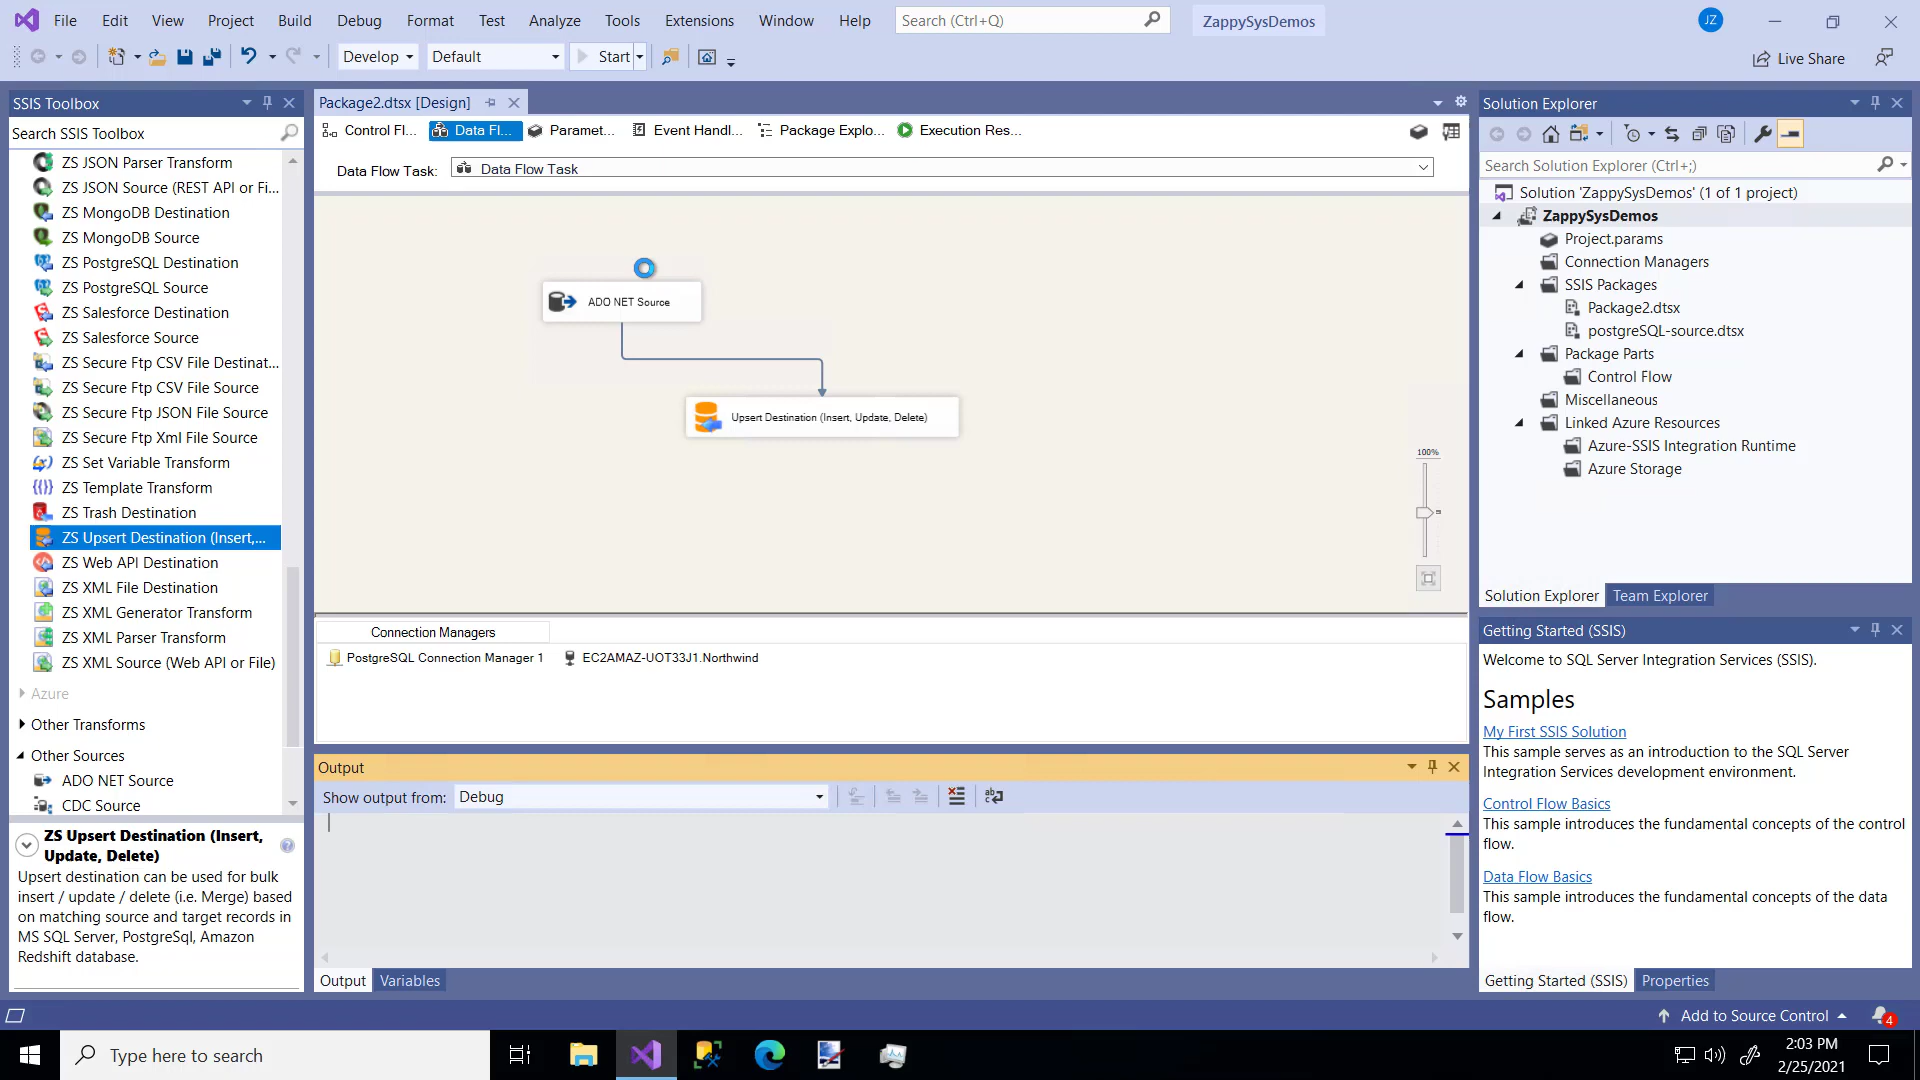 File Edit View Project Build Debug Format Test Analyze Tools Extensions Window Help Search (Ctrl+Q) ZappySysDemos JZ
Develop Default Start Live Share
SSIS Toolbox
Search SSIS Toolbox
ZS JSON Parser Transform
ZS JSON Source (REST API or Fi...
ZS MongoDB Destination
ZS MongoDB Source
ZS PostgreSQL Destination
ZS PostgreSQL Source
ZS Salesforce Destination
ZS Salesforce Source
ZS Secure Ftp CSV File Destinat...
ZS Secure Ftp CSV File Source
ZS Secure Ftp JSON File Source
ZS Secure Ftp Xml File Source
ZS Set Variable Transform
ZS Template Transform
ZS Trash Destination
ZS Upsert Destination (Insert,...
ZS Web API Destination
ZS XML File Destination
ZS XML Generator Transform
ZS XML Parser Transform
ZS XML Source (Web API or File)
Azure
Other Transforms
Other Sources
ADO NET Source
CDC Source
ZS Upsert Destination (Insert,
Update, Delete)
Upsert destination can be used for bulk
insert / update / delete (i.e. Merge) based
on matching source and target records in
MS SQL Server, PostgreSql, Amazon
Redshift database.
Package2.dtsx [Design]
Control Fl... Data Fl... Paramet... Event Handl... Package Explo... Execution Res...
Data Flow Task: Data Flow Task
ADO NET Source
Upsert Destination (Insert, Update, Delete)
100%
Connection Managers
PostgreSQL Connection Manager 1 EC2AMAZ-UOT33J1.Northwind
Output
Show output from: Debug
Output Variables
Solution Explorer
Search Solution Explorer (Ctrl+;)
Solution 'ZappySysDemos' (1 of 1 project)
ZappySysDemos
Project.params
Connection Managers
SSIS Packages
Package2.dtsx
postgreSQL-source.dtsx
Package Parts
Control Flow
Miscellaneous
Linked Azure Resources
Azure-SSIS Integration Runtime
Azure Storage
Solution Explorer Team Explorer
Getting Started (SSIS)
Welcome to SQL Server Integration Services (SSIS).
Samples
My First SSIS Solution
This sample serves as an introduction to the SQL Server
Integration Services development environment.
Control Flow Basics
This sample introduces the fundamental concepts of the control
flow.
Data Flow Basics
This sample introduces the fundamental concepts of the data
flow.
Getting Started (SSIS) Properties
Add to Source Control 4
Type here to search
2:03 PM
2/25/2021